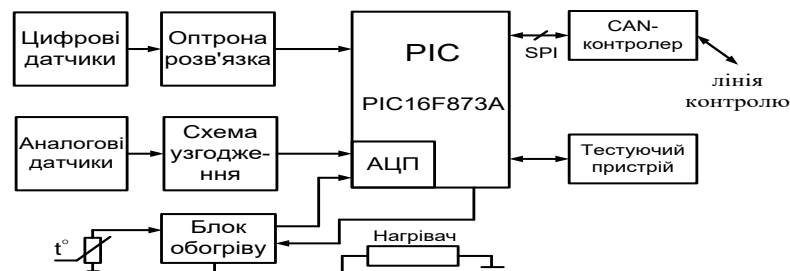 Цифрові
датчики
Оптрона
розв'язка
PIC
PIC16F873A
SPI
CAN-
контролер
лінія
контролю
Аналогові
датчики
Схема
узгодже-
ння
АЦП
Тестуючий
пристрій
t°
Блок
обогріву
Нагрівач